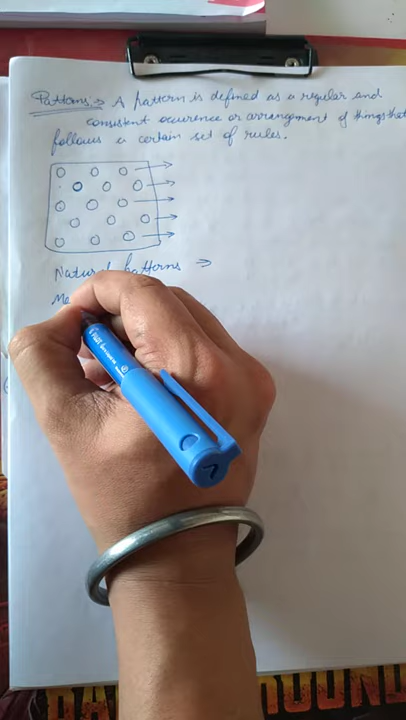 Patterns:→ A pattern is defined as a regular and
consistent occurence or arrangement of things that
follows a certain set of rules.
Natural patterns ⇒
Me